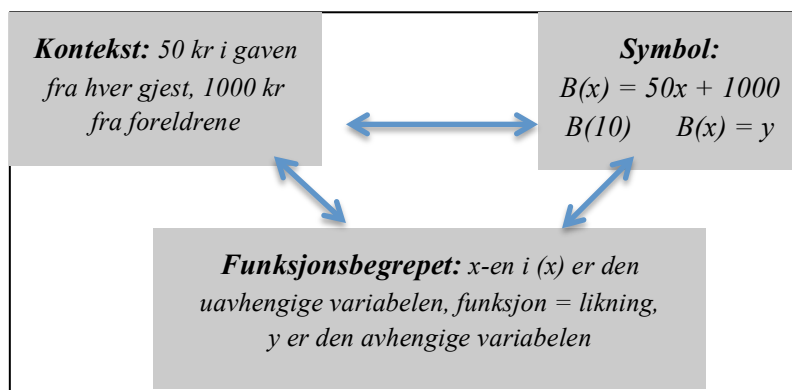 Kontekst: 50 kr i gaven
fra hver gjest, 1000 kr
fra foreldrene
Symbol:
B(x) = 50x + 1000
B(10) B(x) = y
Funksjonsbegrepet: x-en i (x) er den
uavhengige variabelen, funksjon = likning,
y er den avhengige variabelen